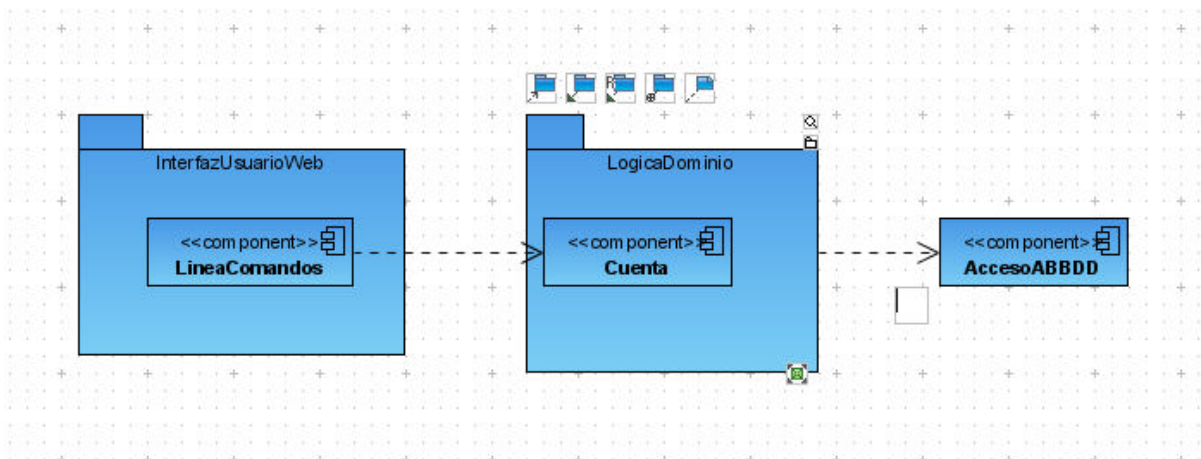 InterfazUsuarioWeb
<<component>>
LineaComandos
LogicaDominio
<<component>>
Cuenta
<<component>>
AccesoABBDD